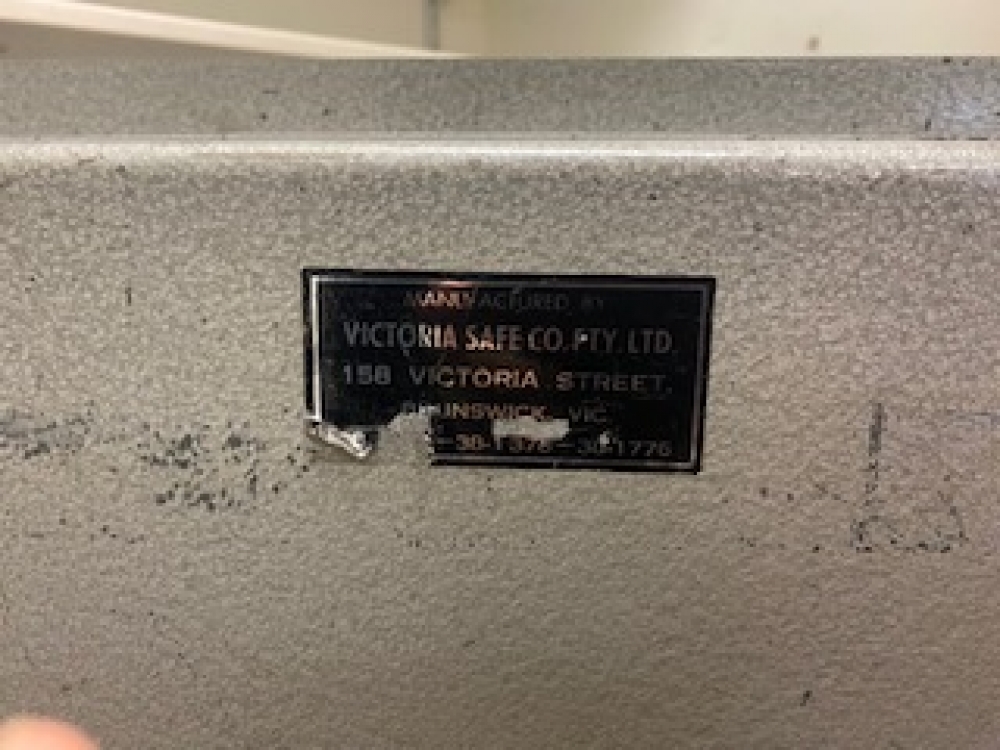 MANUFACTURED BY
VICTORIA SAFE CO. PTY. LTD.
158 VICTORIA STREET,
BRUNSWICK, VIC.
30-1776